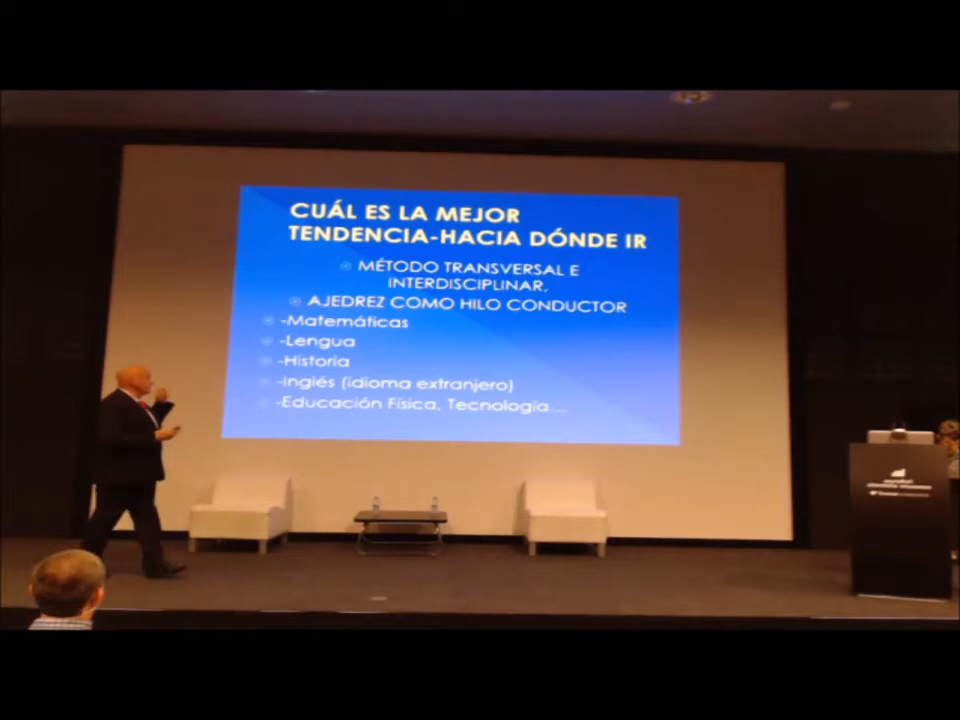 CUÁL ES LA MEJOR
TENDENCIA-HACIA DÓNDE IR
MÉTODO TRANSVERSAL E
INTERDISCIPLINAR,
AJEDREZ COMO HILO CONDUCTOR
-Matemáticas
-Lengua
-Historia
-Inglés (idioma extranjero)
-Educación Física, Tecnología...